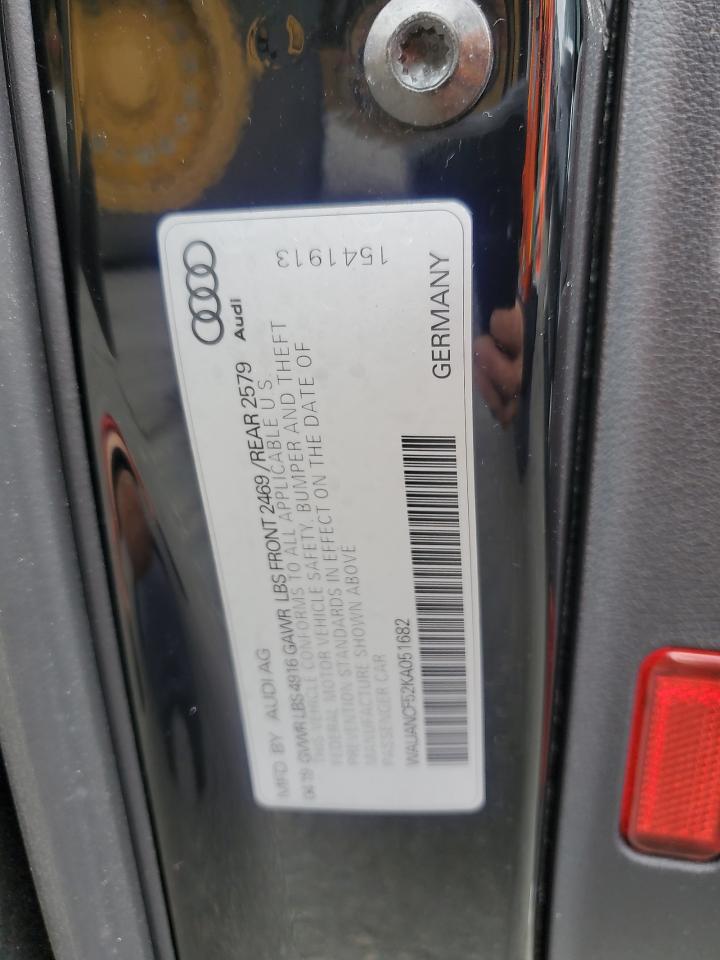 Audi
1541913
MFD BY AUDI AG
04/19 GVWR LBS 4916 GAWR LBS FRONT 2469 /REAR 2579
THIS VEHICLE CONFORMS TO ALL APPLICABLE U.S.
FEDERAL MOTOR VEHICLE SAFETY, BUMPER AND THEFT
PREVENTION STANDARDS IN EFFECT ON THE DATE OF
MANUFACTURE SHOWN ABOVE
PASSENGER CAR
WAUANCF52KA051682
GERMANY